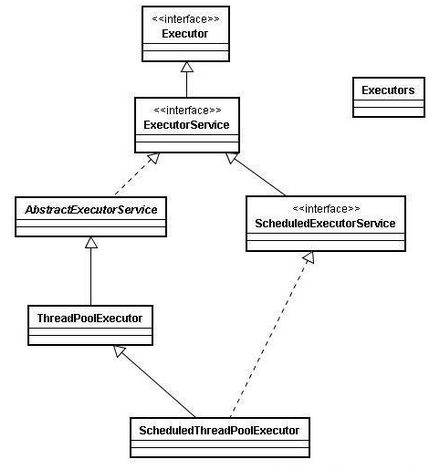 <<interface>>
Executor
Executors
<<interface>>
ExecutorService
AbstractExecutorService
<<interface>>
ScheduledExecutorService
ThreadPoolExecutor
ScheduledThreadPoolExecutor